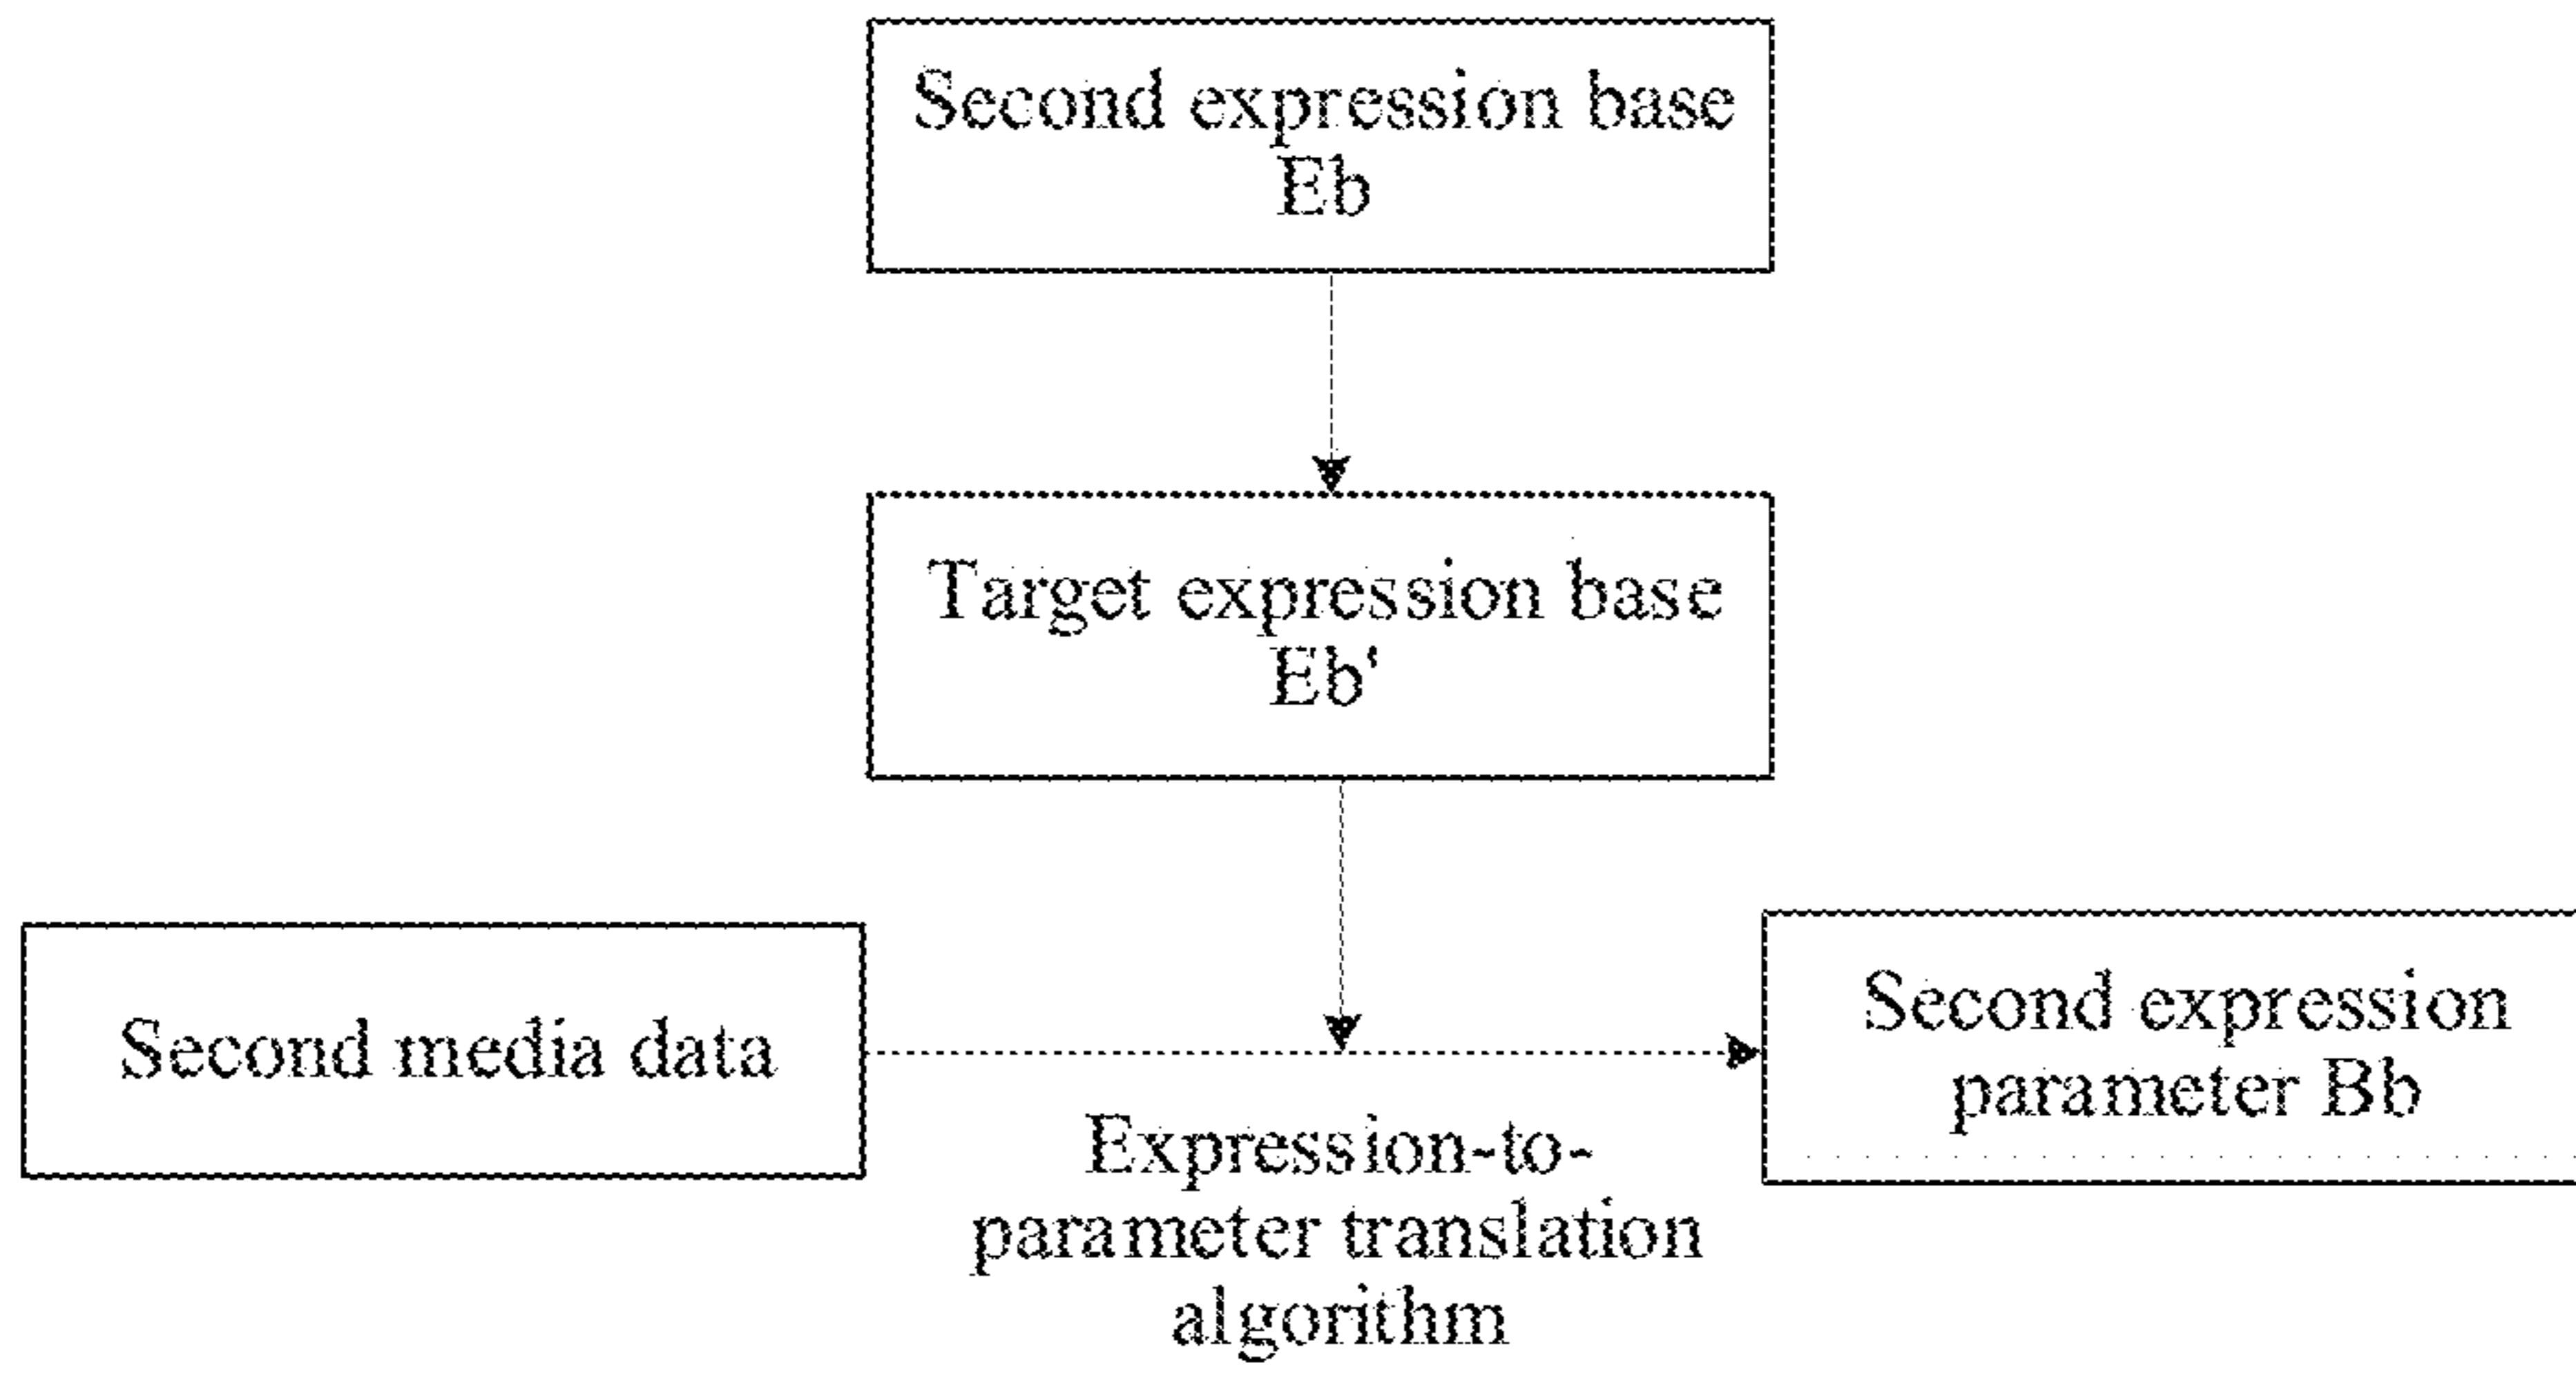 Second expression base
Eb
Target expression base
Eb'
Second media data
Second expression
parameter Bb
Expression-to-
parameter translation
algorithm